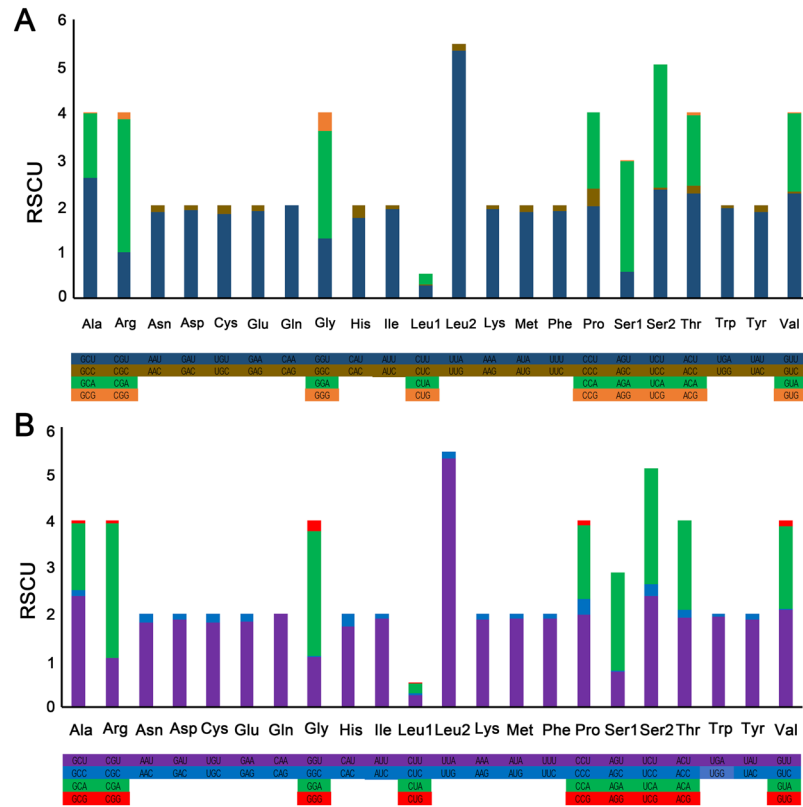 A
6
5
4
3
2
1
0
RSCU
Ala Arg Asn Asp Cys Glu Gln Gly His Ile Leu1 Leu2 Lys Met Phe Pro Ser1 Ser2 Thr Trp Tyr Val
GCU CGU AAU GAU UGU GAA CAA GGU CAU AUU CUU UUA AAA AUA UUU CCU AGU UCU ACU UGA UAU GUU
GCC CGC AAC GAC UGC GAG CAG GGC CAC AUC CUC UUG AAG AUG UUC CCC AGC UCC ACC UGG UAC GUC
GCA CGA GGA CUA CCA AGA UCA ACA GUA
GCG CGG GGG CUG CCG AGG UCG ACG GUG
B
6
5
4
3
2
1
0
RSCU
Ala Arg Asn Asp Cys Glu Gln Gly His Ile Leu1 Leu2 Lys Met Phe Pro Ser1 Ser2 Thr Trp Tyr Val
GCU CGU AAU GAU UGU GAA CAA GGU CAU AUU CUU UUA AAA AUA UUU CCU AGU UCU ACU UGA UAU GUU
GCC CGC AAC GAC UGC GAG CAG GGC CAC AUC CUC UUG AAG AUG UUC CCC AGC UCC ACC UGG UAC GUC
GCA CGA GGA CUA CCA AGA UCA ACA GUA
GCG CGG GGG CUG CCG AGG UCG ACG GUG